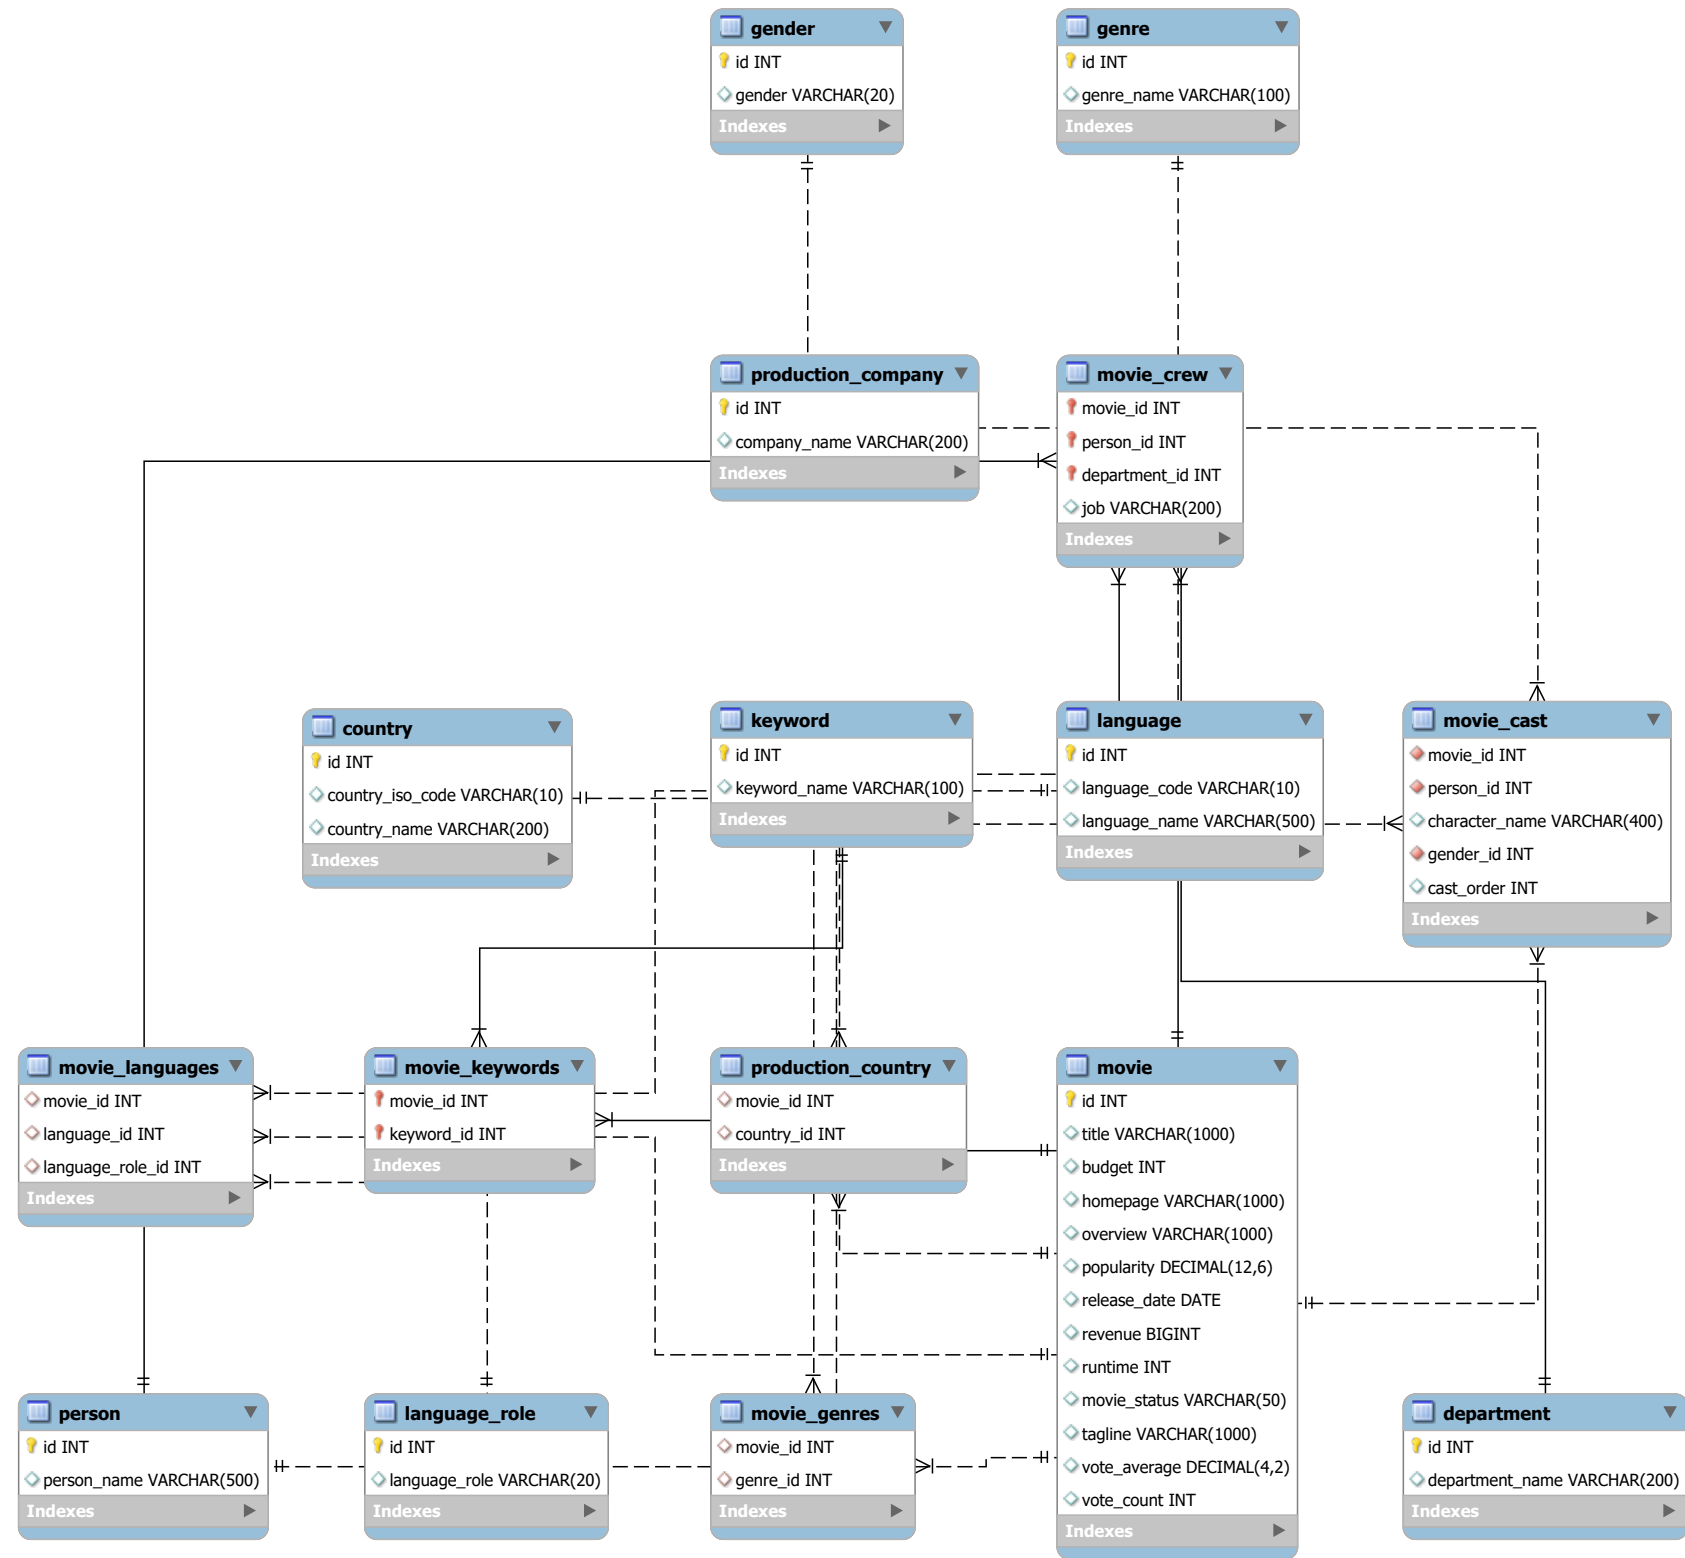 gender
id INT
gender VARCHAR(20)
Indexes
genre
id INT
genre_name VARCHAR(100)
Indexes
production_company
id INT
company_name VARCHAR(200)
Indexes
movie_crew
movie_id INT
person_id INT
department_id INT
job VARCHAR(200)
Indexes
country
id INT
country_iso_code VARCHAR(10)
country_name VARCHAR(200)
Indexes
keyword
id INT
keyword_name VARCHAR(100)
Indexes
language
id INT
language_code VARCHAR(10)
language_name VARCHAR(500)
Indexes
movie_cast
movie_id INT
person_id INT
character_name VARCHAR(400)
gender_id INT
cast_order INT
Indexes
movie_languages
movie_id INT
language_id INT
language_role_id INT
Indexes
movie_keywords
movie_id INT
keyword_id INT
Indexes
production_country
movie_id INT
country_id INT
Indexes
movie
id INT
title VARCHAR(1000)
budget INT
homepage VARCHAR(1000)
overview VARCHAR(1000)
popularity DECIMAL(12,6)
release_date DATE
revenue BIGINT
runtime INT
movie_status VARCHAR(50)
tagline VARCHAR(1000)
vote_average DECIMAL(4,2)
vote_count INT
Indexes
person
id INT
person_name VARCHAR(500)
Indexes
language_role
id INT
language_role VARCHAR(20)
Indexes
movie_genres
movie_id INT
genre_id INT
Indexes
department
id INT
department_name VARCHAR(200)
Indexes